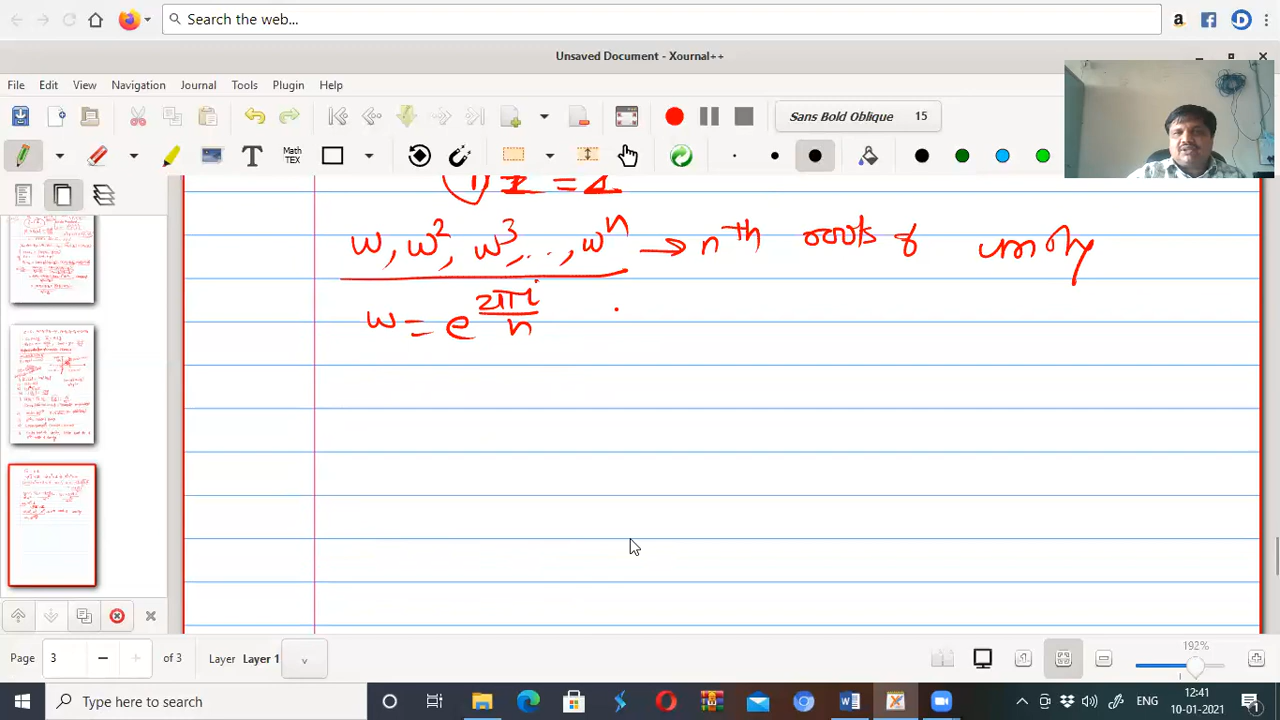 Search the web...
Unsaved Document - Xournal++
File Edit View Navigation Journal Tools Plugin Help
Sans Bold Oblique 15
T Math TEX
ω, ω², ω³, ..., ωⁿ → nth roots of unity
ω = e^(2πi/n)
Page 3 of 3 Layer Layer 1 192%
Type here to search
ENG 12:41
10-01-2021